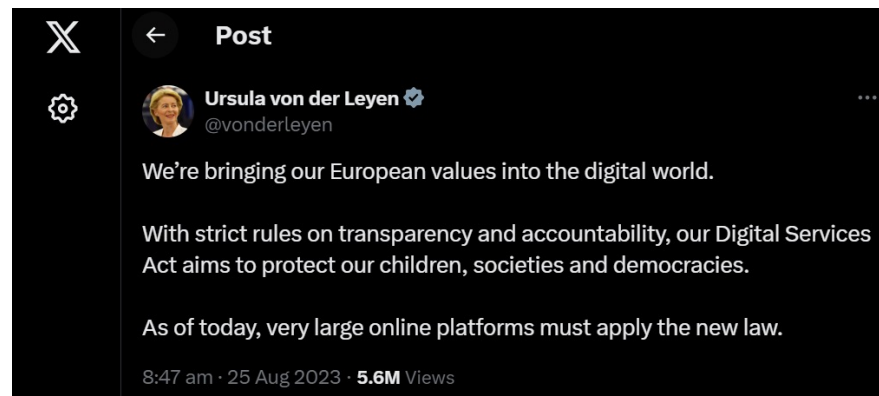 Post
Ursula von der Leyen
@vonderleyen
We’re bringing our European values into the digital world.
With strict rules on transparency and accountability, our Digital Services
Act aims to protect our children, societies and democracies.
As of today, very large online platforms must apply the new law.
8:47 am · 25 Aug 2023 · 5.6M Views